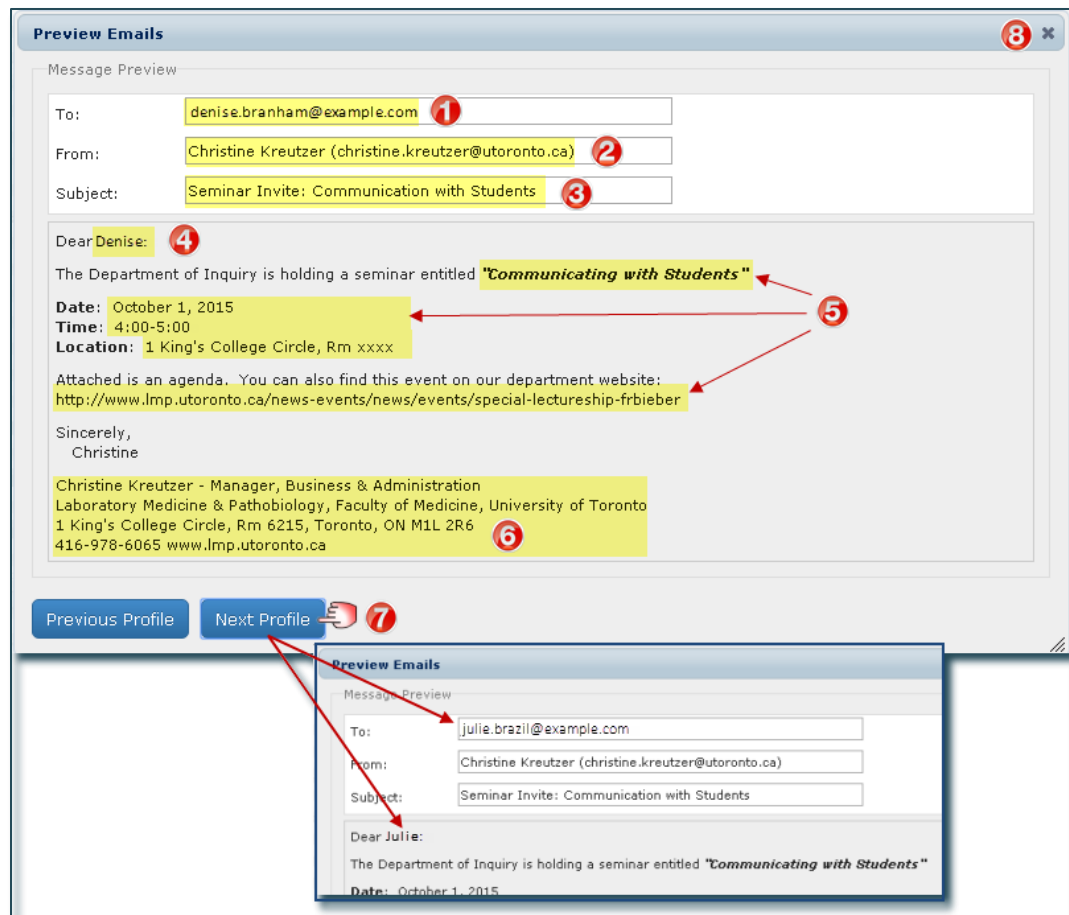 Preview Emails 8 ×
Message Preview
To: denise.branham@example.com 1
From: Christine Kreutzer (christine.kreutzer@utoronto.ca) 2
Subject: Seminar Invite: Communication with Students 3
Dear Denise: 4
The Department of Inquiry is holding a seminar entitled "Communicating with Students"
Date: October 1, 2015
5
Time: 4:00-5:00
Location: 1 King's College Circle, Rm xxxx
Attached is an agenda. You can also find this event on our department website:
http://www.lmp.utoronto.ca/news-events/news/events/special-lectureship-frbieber
Sincerely,
Christine
Christine Kreutzer - Manager, Business & Administration
Laboratory Medicine & Pathobiology, Faculty of Medicine, University of Toronto
1 King's College Circle, Rm 6215, Toronto, ON M1L 2R6
6
416-978-6065 www.lmp.utoronto.ca
Previous Profile Next Profile 7
Preview Emails
Message Preview
To: julie.brazil@example.com
From: Christine Kreutzer (christine.kreutzer@utoronto.ca)
Subject: Seminar Invite: Communication with Students
Dear Julie:
The Department of Inquiry is holding a seminar entitled "Communicating with Students"
Date: October 1, 2015